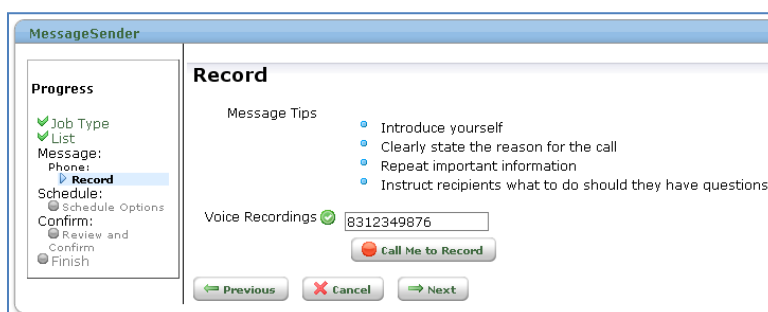 MessageSender
Progress
Job Type
List
Message:
Phone:
Record
Schedule:
Schedule Options
Confirm:
Review and
Confirm
Finish
Record
Message Tips
Introduce yourself
Clearly state the reason for the call
Repeat important information
Instruct recipients what to do should they have questions
Voice Recordings 8312349876
Call Me to Record
Previous Cancel Next